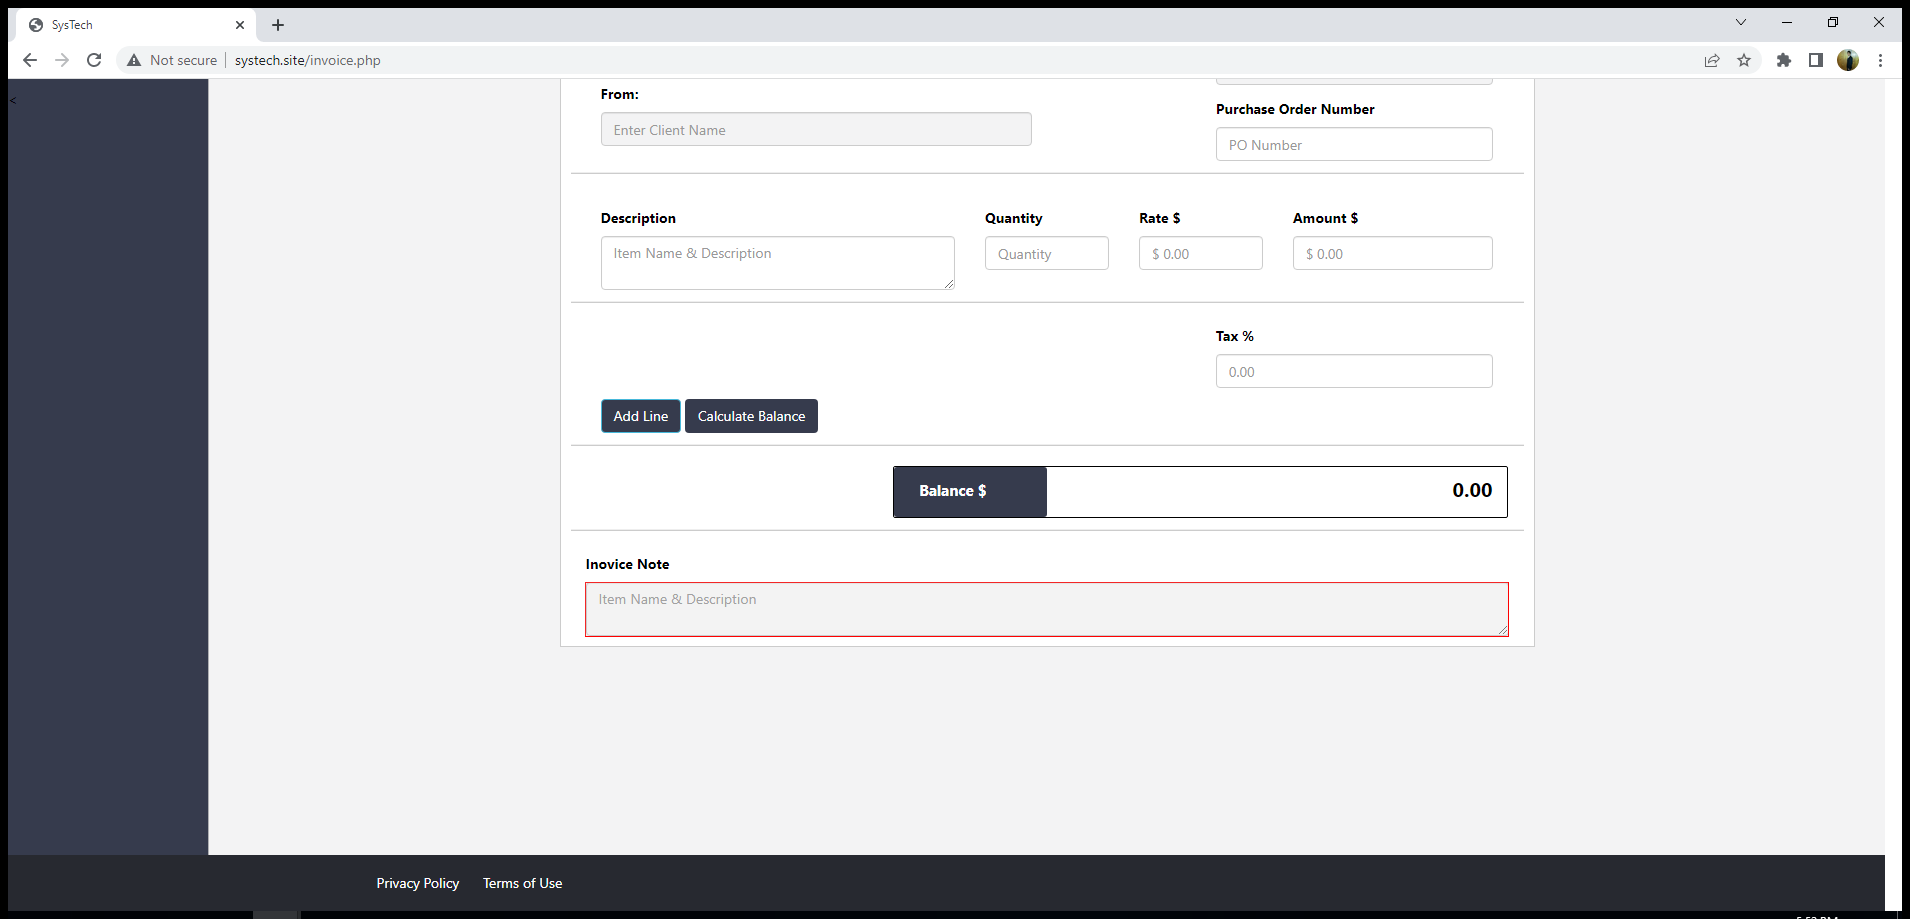 SysTech
Not secure systech.site/invoice.php
<
From:
Enter Client Name
Purchase Order Number
PO Number
Description Quantity Rate $ Amount $
Item Name & Description Quantity $ 0.00 $ 0.00
Tax %
0.00
Add Line Calculate Balance
Balance $ 0.00
Inovice Note
Item Name & Description
Privacy Policy Terms of Use